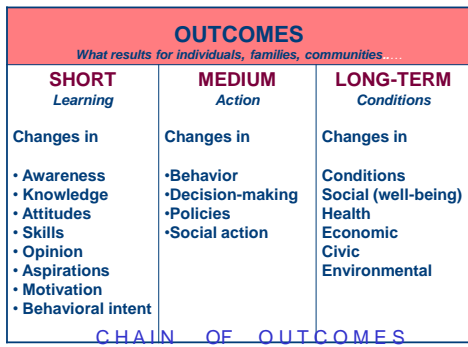 OUTCOMES
What results for individuals, families, communities..…
SHORT
Learning
Changes in
• Awareness
• Knowledge
• Attitudes
• Skills
• Opinion
• Aspirations
• Motivation
• Behavioral intent
MEDIUM
Action
Changes in
•Behavior
•Decision-making
•Policies
•Social action
LONG-TERM
Conditions
Changes in
Conditions
Social (well-being)
Health
Economic
Civic
Environmental
CHAIN OF OUTCOMES